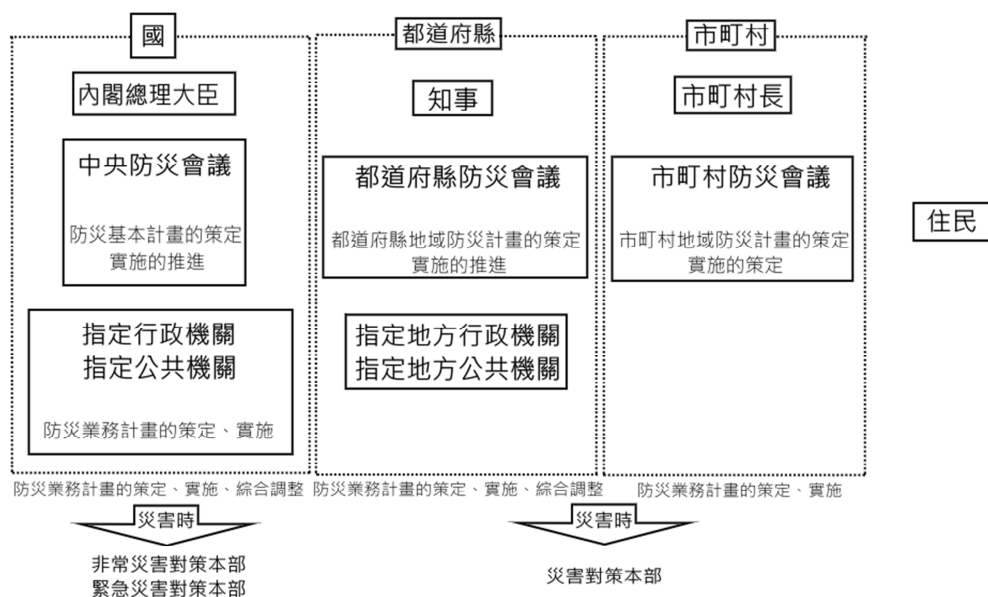 國
內閣總理大臣
中央防災會議
防災基本計畫的策定
實施的推進
指定行政機關
指定公共機關
防災業務計畫的策定、實施
防災業務計畫的策定、實施、綜合調整
災害時
非常災害對策本部
緊急災害對策本部
都道府縣
知事
都道府縣防災會議
都道府縣地域防災計畫的策定
實施的推進
指定地方行政機關
指定地方公共機關
防災業務計畫的策定、實施、綜合調整
市町村
市町村長
市町村防災會議
市町村地域防災計畫的策定
實施的策定
防災業務計畫的策定、實施
災害時
災害對策本部
住民